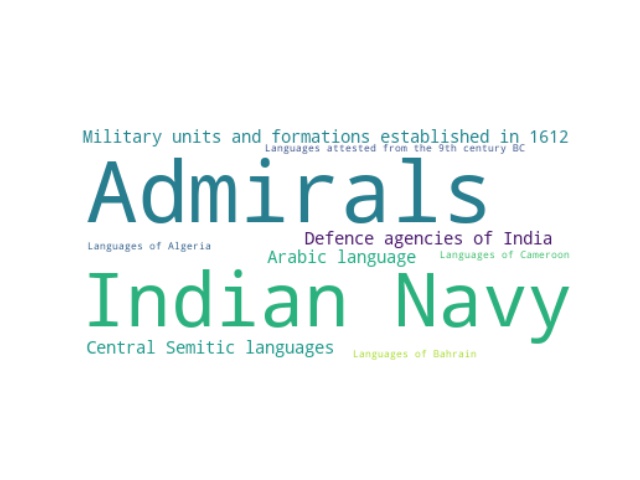 Military units and formations established in 1612
Languages attested from the 9th century BC
Admirals
Defence agencies of India
Languages of Algeria
Arabic language
Languages of Cameroon
Indian Navy
Central Semitic languages
Languages of Bahrain